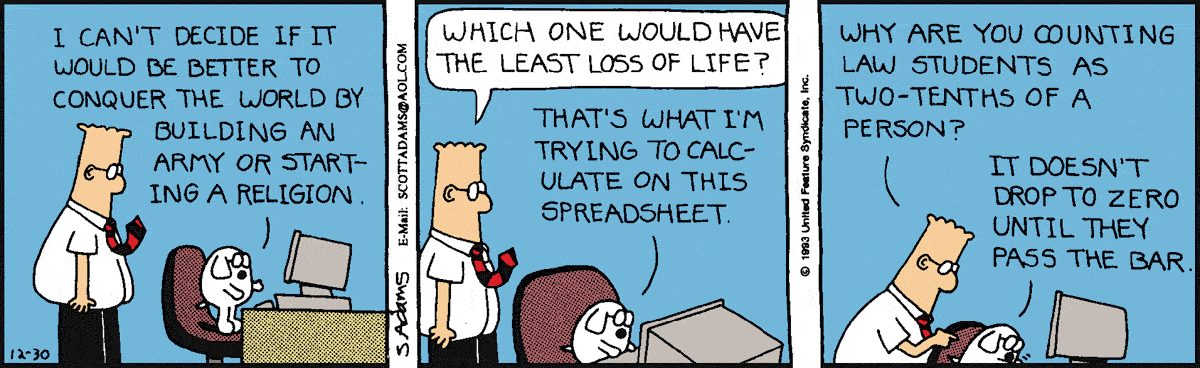 I CAN'T DECIDE IF IT
WOULD BE BETTER TO
CONQUER THE WORLD BY
BUILDING AN
ARMY OR START-
ING A RELIGION.
12-30
S. Adams
E-Mail: SCOTTADAMS@AOL.COM
WHICH ONE WOULD HAVE
THE LEAST LOSS OF LIFE?
THAT'S WHAT I'M
TRYING TO CALC-
ULATE ON THIS
SPREADSHEET.
© 1993 United Feature Syndicate, Inc.
WHY ARE YOU COUNTING
LAW STUDENTS AS
TWO-TENTHS OF A
PERSON?
IT DOESN'T
DROP TO ZERO
UNTIL THEY
PASS THE BAR.